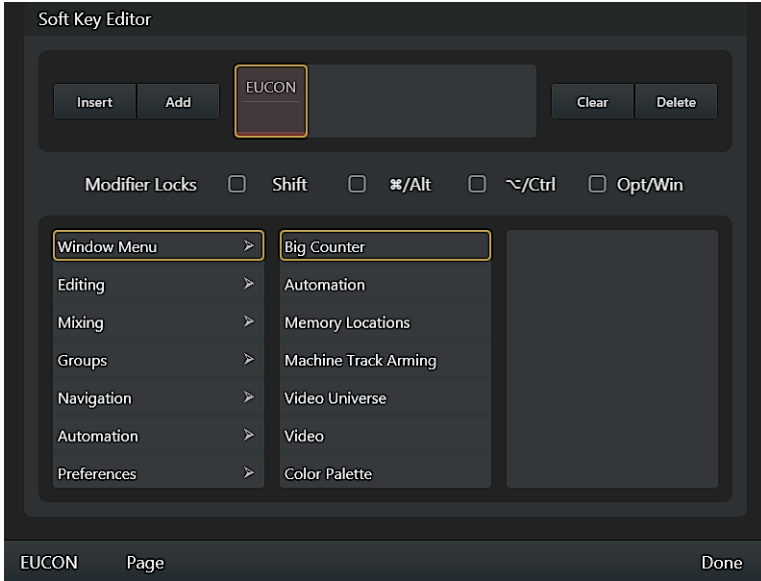 Soft Key Editor
Insert Add EUCON Clear Delete
Modifier Locks Shift ⌘/Alt ⌥/Ctrl Opt/Win
Window Menu Big Counter
Editing Automation
Mixing Memory Locations
Groups Machine Track Arming
Navigation Video Universe
Automation Video
Preferences Color Palette
EUCON Page Done